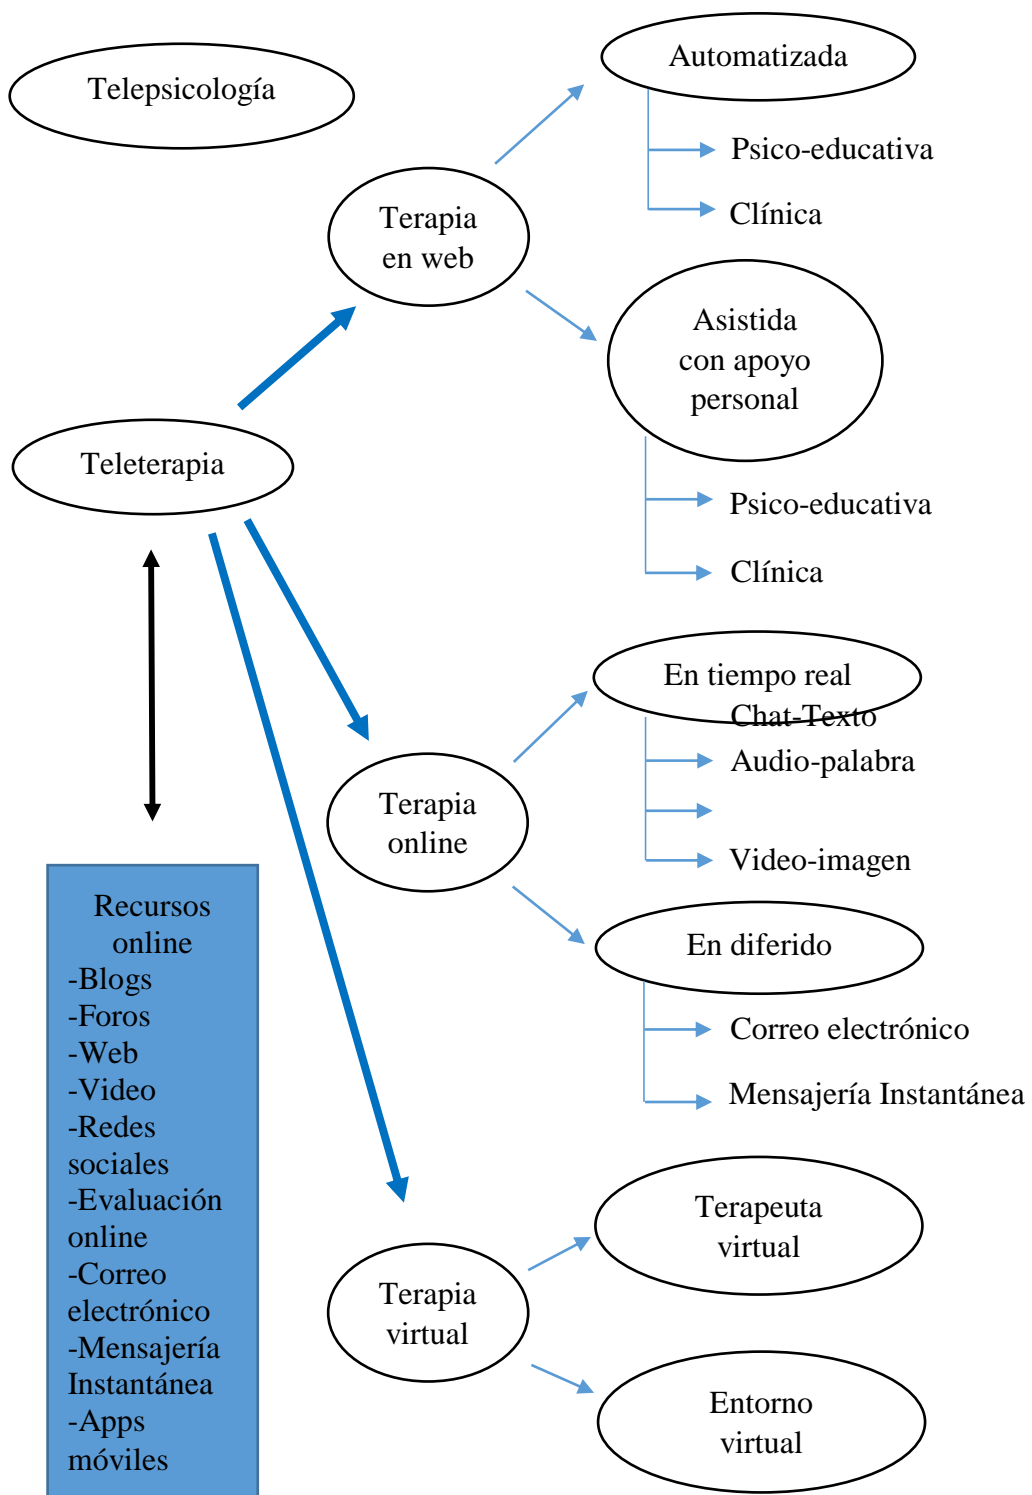 Telepsicología
Automatizada
Psico-educativa
Clínica
Terapia
en web
Asistida
con apoyo
personal
Psico-educativa
Clínica
Teleterapia
En tiempo real
Chat-Texto
Audio-palabra
Video-imagen
Terapia
online
En diferido
Correo electrónico
Mensajería Instantánea
Terapeuta
virtual
Terapia
virtual
Entorno
virtual
Recursos
online
-Blogs
-Foros
-Web
-Video
-Redes
sociales
-Evaluación
online
-Correo
electrónico
-Mensajería
Instantánea
-Apps
móviles